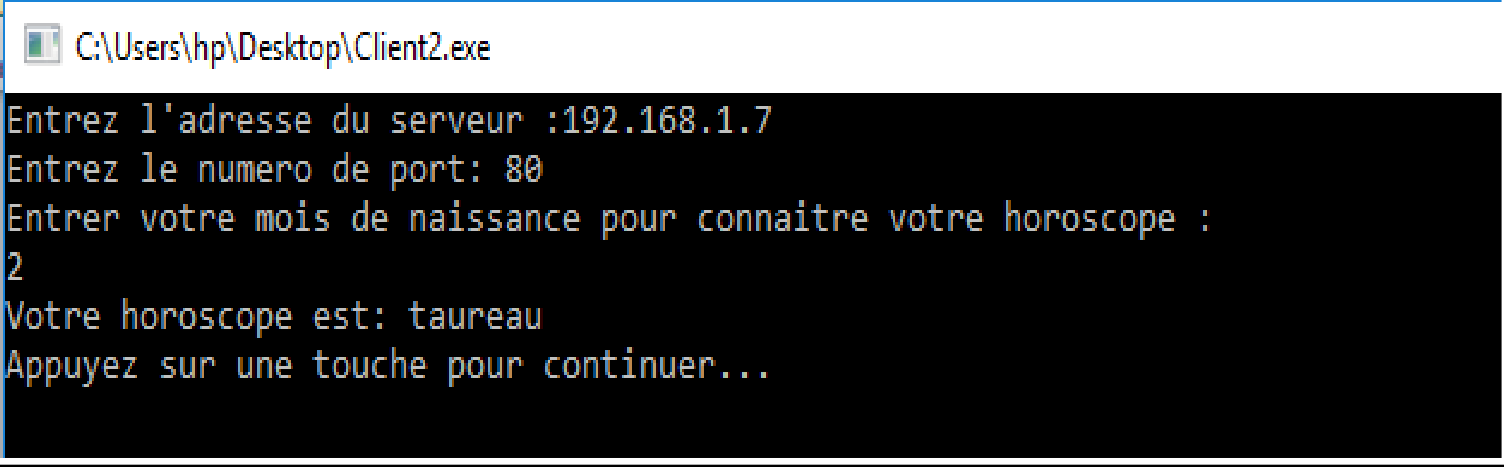 C:\Users\hp\Desktop\Client2.exe
Entrez l'adresse du serveur :192.168.1.7
Entrez le numero de port: 80
Entrer votre mois de naissance pour connaitre votre horoscope :
2
Votre horoscope est: taureau
Appuyez sur une touche pour continuer...